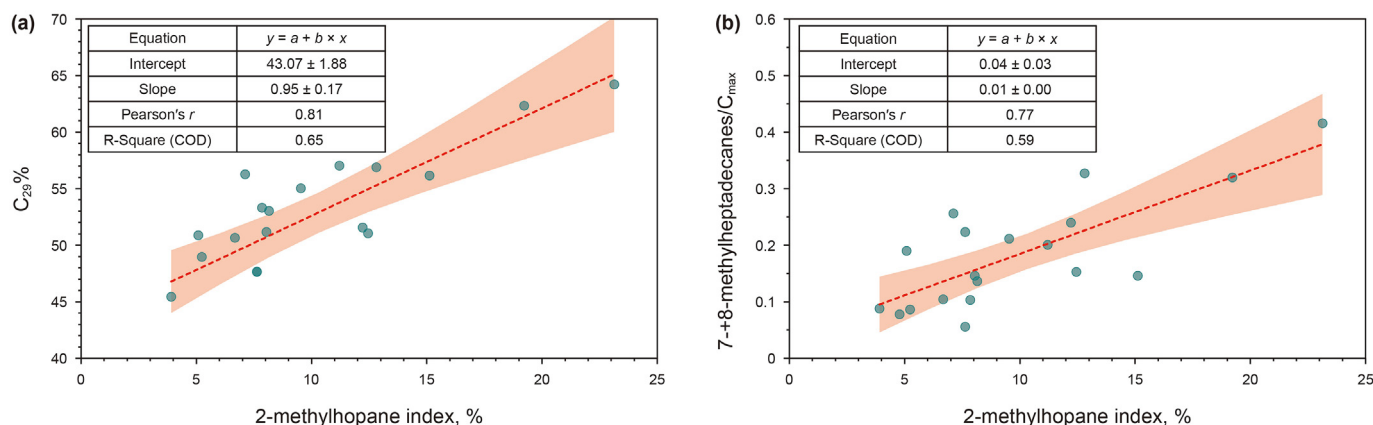 (a)
70
65
60
55
50
45
40
C29%
Equation y = a + b × x
Intercept 43.07 ± 1.88
Slope 0.95 ± 0.17
Pearson's r 0.81
R-Square (COD) 0.65
0 5 10 15 20 25
2-methylhopane index, %
(b)
0.6
0.5
0.4
0.3
0.2
0.1
0
7-+8-methylheptadecanes/Cmax
Equation y = a + b × x
Intercept 0.04 ± 0.03
Slope 0.01 ± 0.00
Pearson's r 0.77
R-Square (COD) 0.59
0 5 10 15 20 25
2-methylhopane index, %